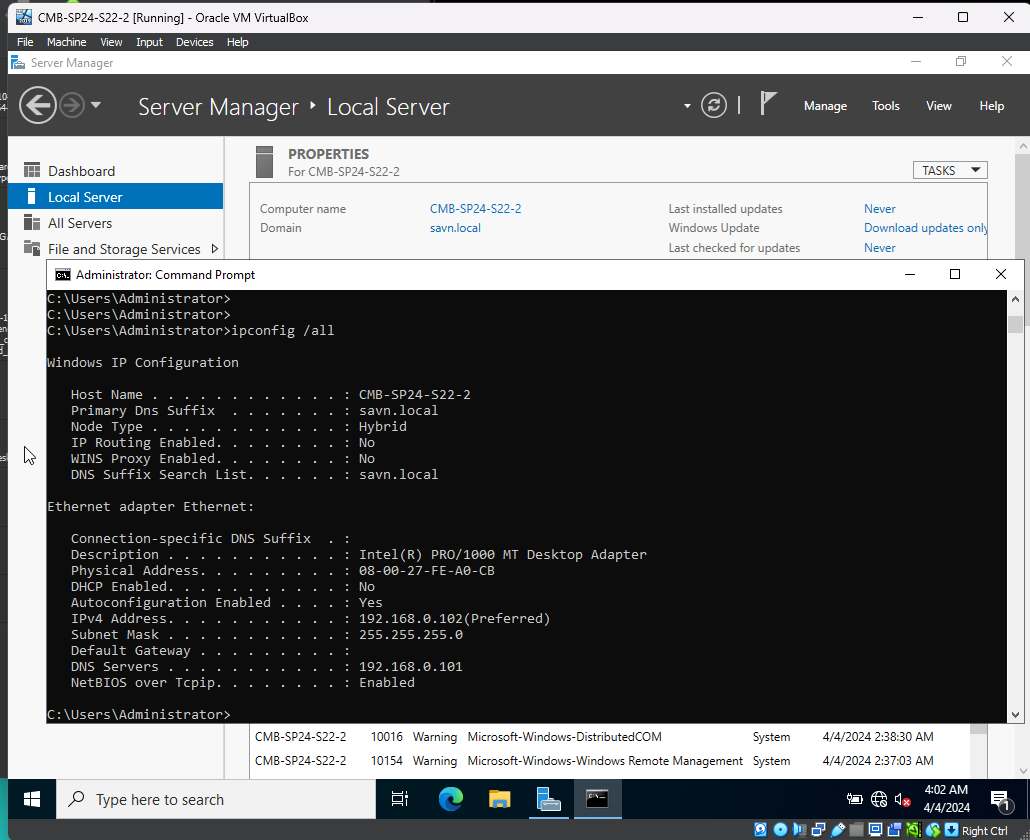 CMB-SP24-S22-2 [Running] - Oracle VM VirtualBox
File Machine View Input Devices Help
Server Manager
Server Manager Local Server
Manage Tools View Help
Dashboard
Local Server
All Servers
File and Storage Services
PROPERTIES
For CMB-SP24-S22-2
TASKS
Computer name CMB-SP24-S22-2 Last installed updates Never
Domain savn.local Windows Update Download updates only
Last checked for updates Never
Administrator: Command Prompt
C:\Users\Administrator>
C:\Users\Administrator>
C:\Users\Administrator>ipconfig /all
Windows IP Configuration
Host Name . . . . . . . . . . . . : CMB-SP24-S22-2
Primary Dns Suffix . . . . . . . : savn.local
Node Type . . . . . . . . . . . . : Hybrid
IP Routing Enabled. . . . . . . . : No
WINS Proxy Enabled. . . . . . . . : No
DNS Suffix Search List. . . . . . : savn.local
Ethernet adapter Ethernet:
Connection-specific DNS Suffix . :
Description . . . . . . . . . . . : Intel(R) PRO/1000 MT Desktop Adapter
Physical Address. . . . . . . . . : 08-00-27-FE-A0-CB
DHCP Enabled. . . . . . . . . . . : No
Autoconfiguration Enabled . . . . : Yes
IPv4 Address. . . . . . . . . . . : 192.168.0.102(Preferred)
Subnet Mask . . . . . . . . . . . : 255.255.255.0
Default Gateway . . . . . . . . . :
DNS Servers . . . . . . . . . . . : 192.168.0.101
NetBIOS over Tcpip. . . . . . . . : Enabled
C:\Users\Administrator>
CMB-SP24-S22-2 10016 Warning Microsoft-Windows-DistributedCOM System 4/4/2024 2:38:30 AM
CMB-SP24-S22-2 10154 Warning Microsoft-Windows-Windows Remote Management System 4/4/2024 2:37:03 AM
Type here to search
4:02 AM
4/4/2024
1
Right Ctrl